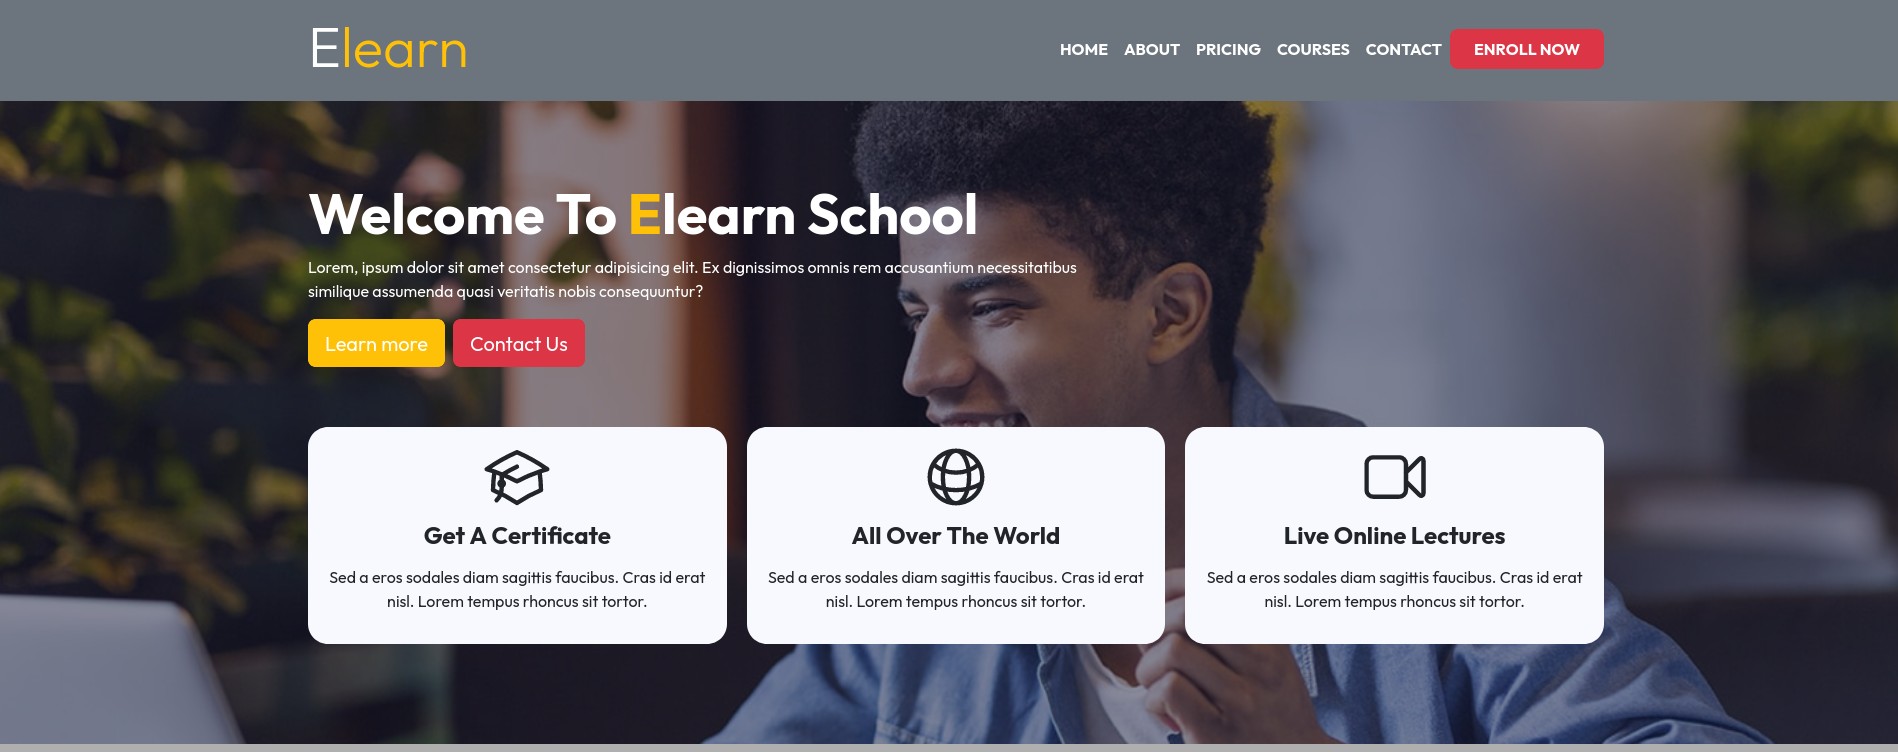 Elearn
HOME ABOUT PRICING COURSES CONTACT ENROLL NOW
Welcome To Elearn School
Lorem, ipsum dolor sit amet consectetur adipisicing elit. Ex dignissimos omnis rem accusantium necessitatibus
similique assumenda quasi veritatis nobis consequuntur?
Learn more
Contact Us
Get A Certificate
Sed a eros sodales diam sagittis faucibus. Cras id erat
nisl. Lorem tempus rhoncus sit tortor.
All Over The World
Sed a eros sodales diam sagittis faucibus. Cras id erat
nisl. Lorem tempus rhoncus sit tortor.
Live Online Lectures
Sed a eros sodales diam sagittis faucibus. Cras id erat
nisl. Lorem tempus rhoncus sit tortor.